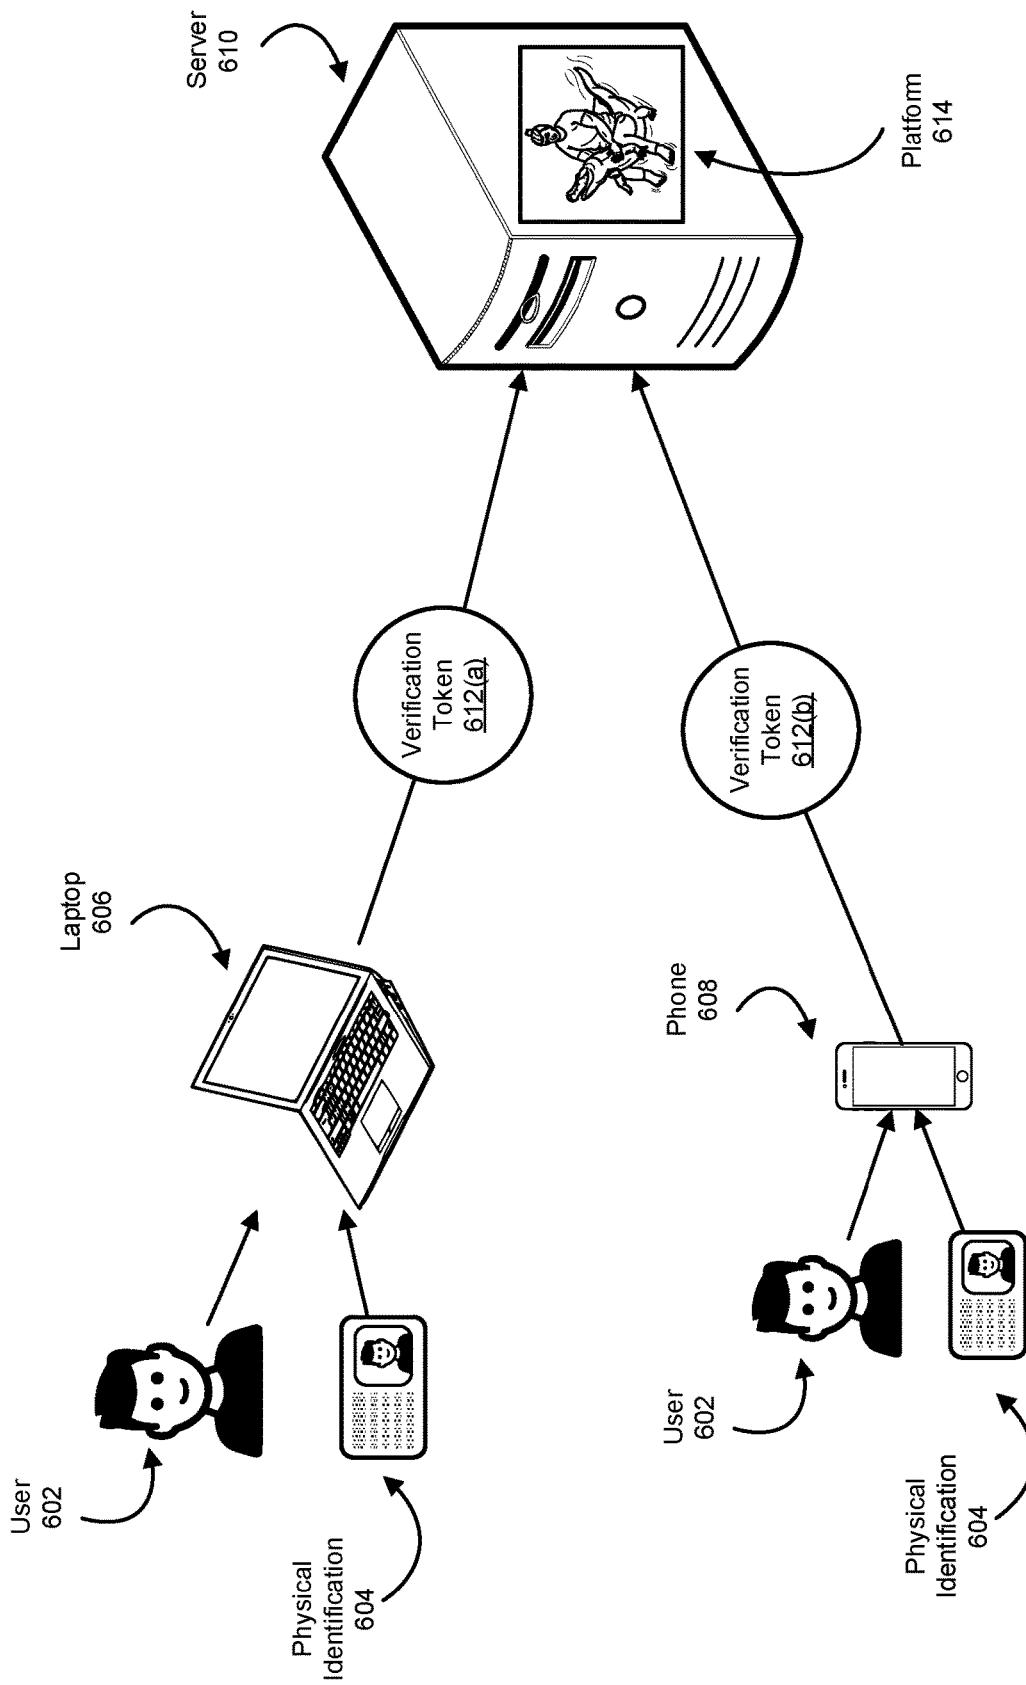 User
602
Physical
Identification
604
Laptop
606
Verification
Token
612(a)
Server
610
User
602
Physical
Identification
604
Phone
608
Verification
Token
612(b)
Platform
614